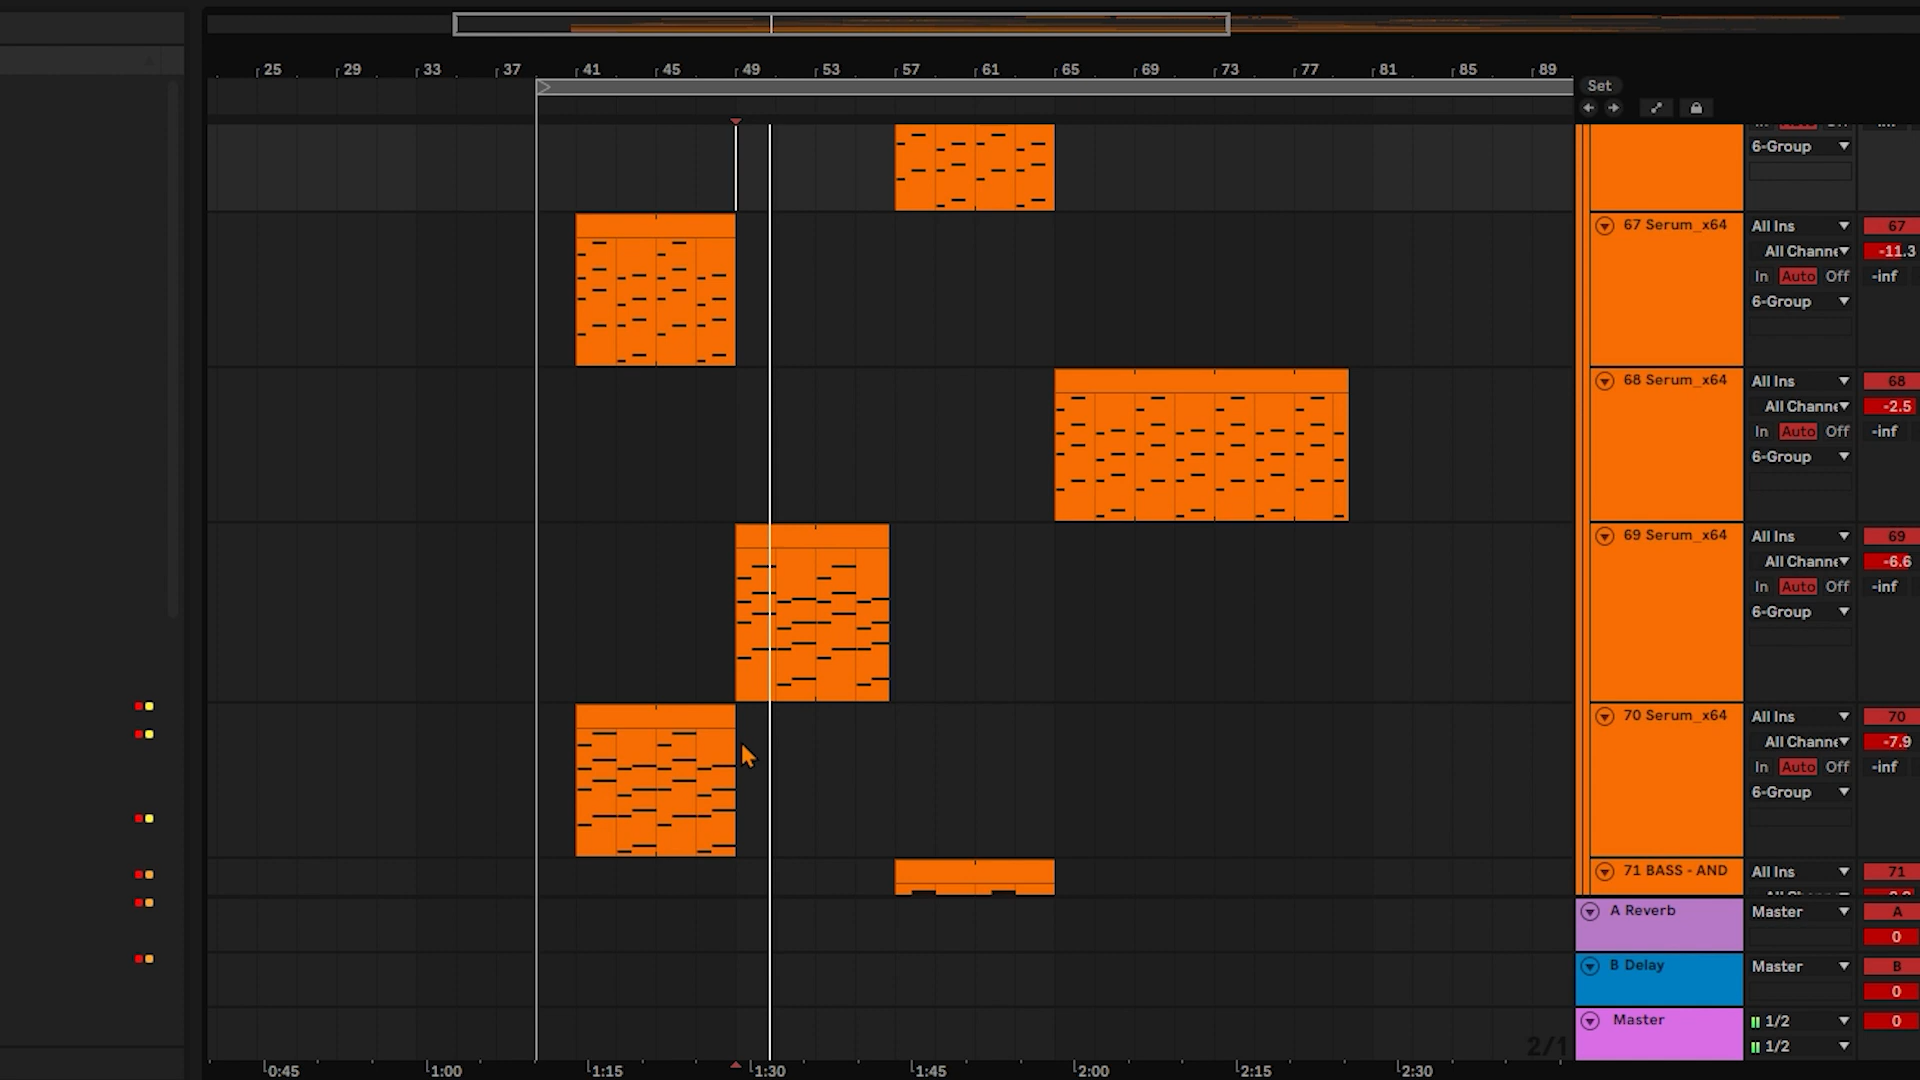 25 29 33 37 41 45 49 53 57 61 65 69 73 77 81 85 89
Set
6-Group
67 Serum_x64 All Ins 67
All Channe -11.3
In Auto Off -inf
6-Group
68 Serum_x64 All Ins 68
All Channe -2.5
In Auto Off -inf
6-Group
69 Serum_x64 All Ins 69
All Channe -6.6
In Auto Off -inf
6-Group
70 Serum_x64 All Ins 70
All Channe -7.9
In Auto Off -inf
6-Group
71 BASS - AND All Ins 71
A Reverb Master A
0
B Delay Master B
0
Master 1/2 0
2/1 1/2
0:45 1:00 1:15 1:30 1:45 2:00 2:15 2:30